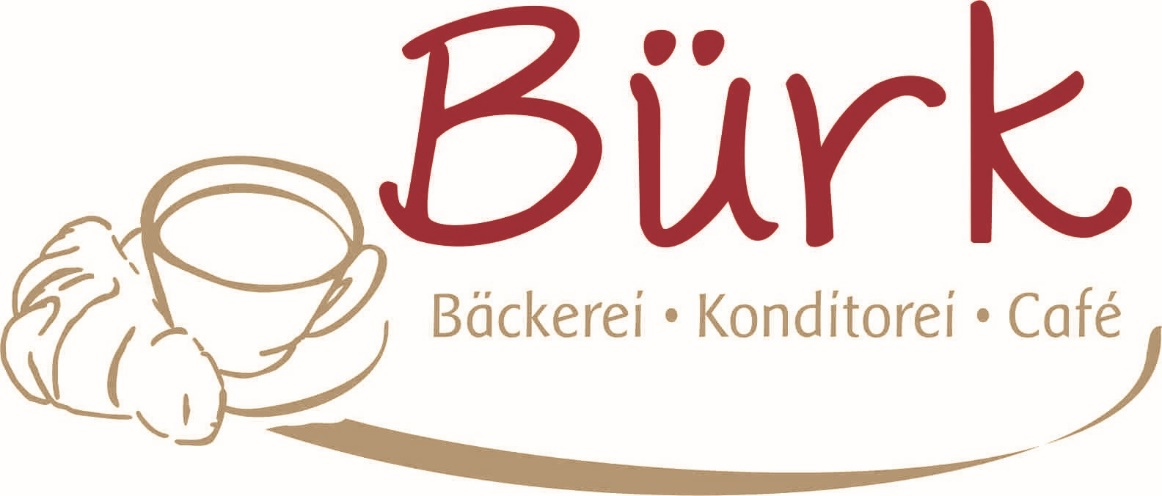 Bürk
Bäckerei • Konditorei • Café